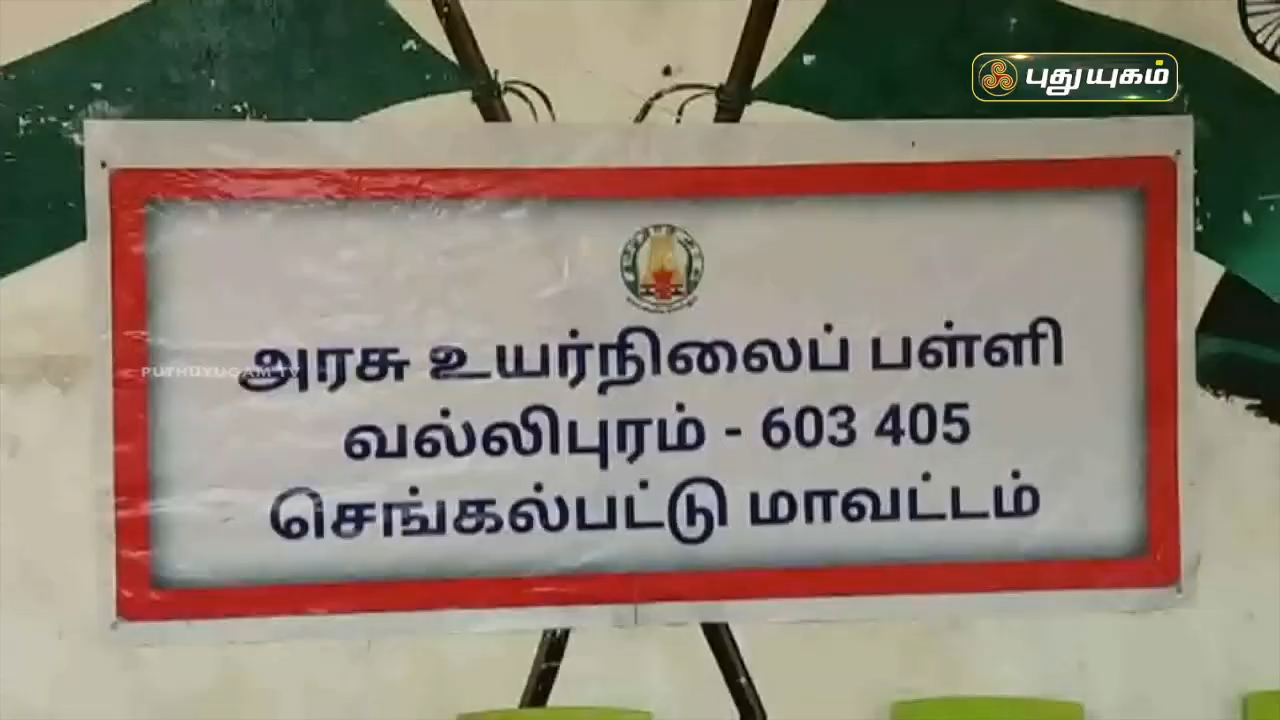 புதுயுகம்
அரசு உயர்நிலைப் பள்ளி
PUTHUYUGAM TV
வல்லிபுரம் - 603 405
செங்கல்பட்டு மாவட்டம்